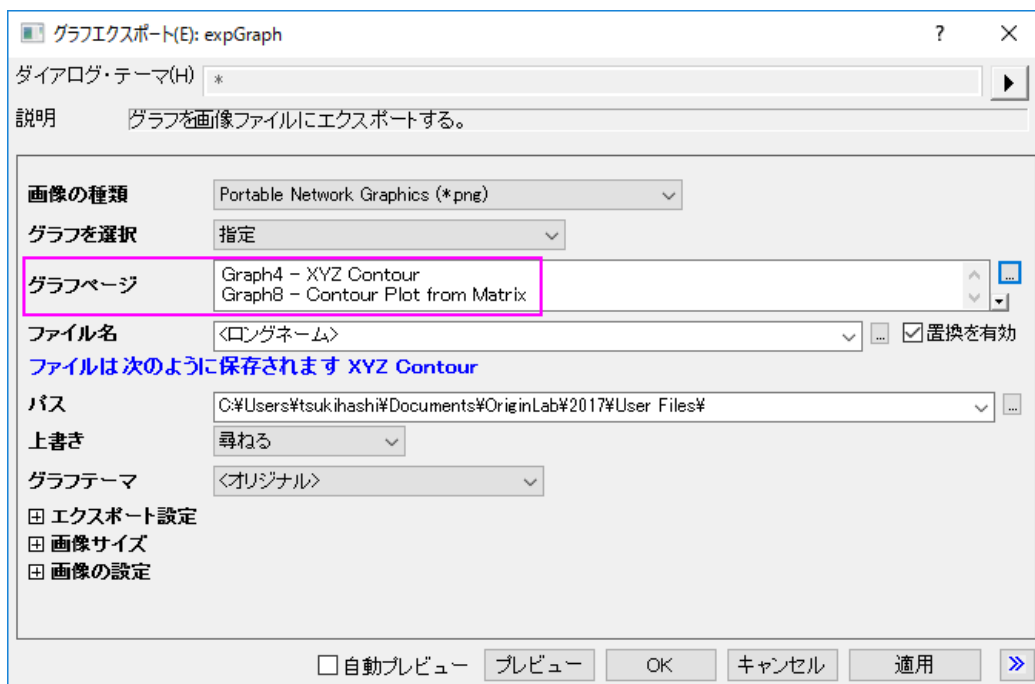 グラフエクスポート(E): expGraph
ダイアログ・テーマ(H) *
説明 グラフを画像ファイルにエクスポートする。
画像の種類 Portable Network Graphics (*png)
グラフを選択 指定
グラフページ Graph4 - XYZ Contour
Graph8 - Contour Plot from Matrix
ファイル名 <ロングネーム> ... 置換を有効
ファイルは次のように保存されます XYZ Contour
パス C:¥Users¥tsukihashi¥Documents¥OriginLab¥2017¥User Files¥ ...
上書き 尋ねる
グラフテーマ <オリジナル>
エクスポート設定
画像サイズ
画像の設定
自動プレビュー プレビュー OK キャンセル 適用